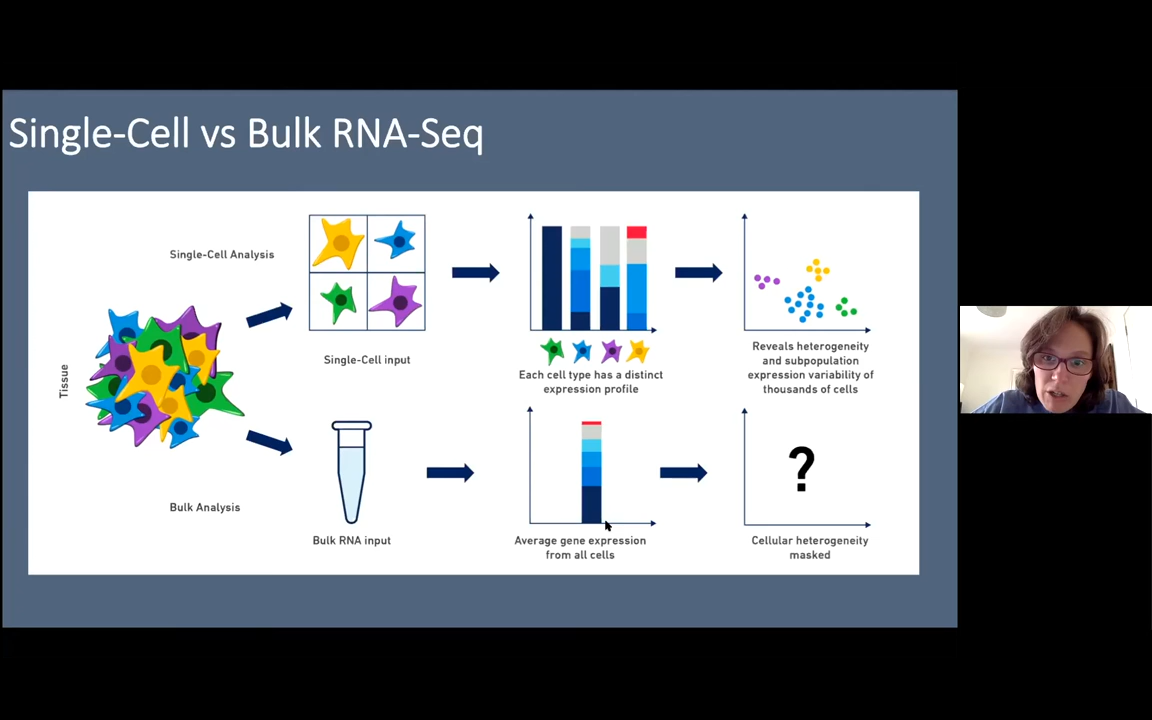 Single-Cell vs Bulk RNA-Seq
Single-Cell Analysis
Single-Cell input
Each cell type has a distinct
expression profile
Reveals heterogeneity
and subpopulation
expression variability of
thousands of cells
Tissue
Bulk Analysis
Bulk RNA input
Average gene expression
from all cells
?
Cellular heterogeneity
masked